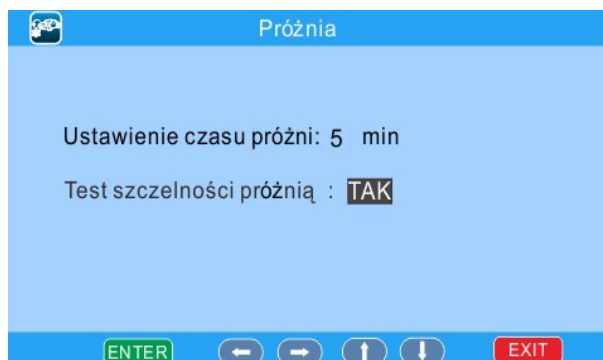 Próżnia
Ustawienie czasu próżni: 5 min
Test szczelności próżnią : TAK
ENTER EXIT